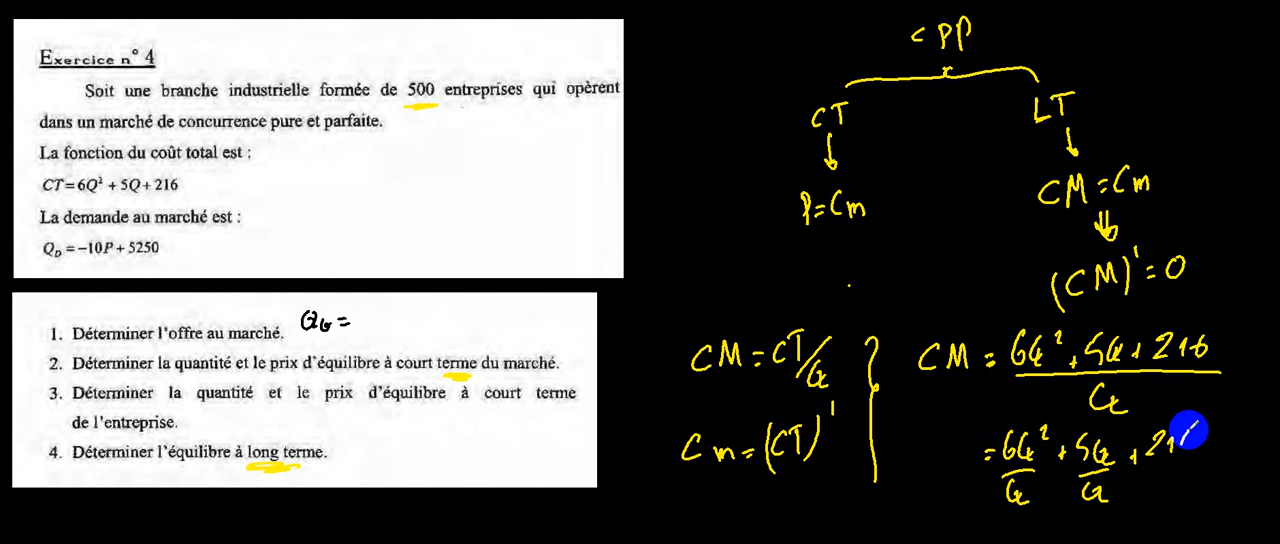 Exercice n° 4
Soit une branche industrielle formée de 500 entreprises qui opèrent
dans un marché de concurrence pure et parfaite.
La fonction du coût total est :
CT=6Q² + 5Q + 216
La demande au marché est :
Q_D = −10P + 5250
1. Déterminer l'offre au marché. Q_o =
2. Déterminer la quantité et le prix d'équilibre à court terme du marché.
3. Déterminer la quantité et le prix d'équilibre à court terme
de l'entreprise.
4. Déterminer l'équilibre à long terme.
CPP
CT
LT
P=Cm
CM = Cm
(CM)' = 0
CM = CT/Q
Cm = (CT)'
CM = 6Q² + 5Q + 216
Q
= 6Q² + 5Q + 21
Q Q